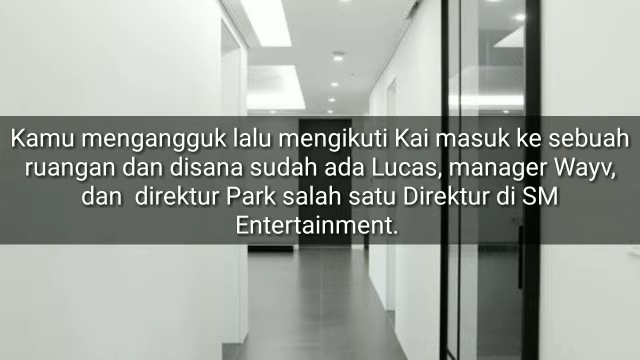 Kamu mengangguk lalu mengikuti Kai masuk ke sebuah
ruangan dan disana sudah ada Lucas, manager Wayv,
dan  direktur Park salah satu Direktur di SM
Entertainment.